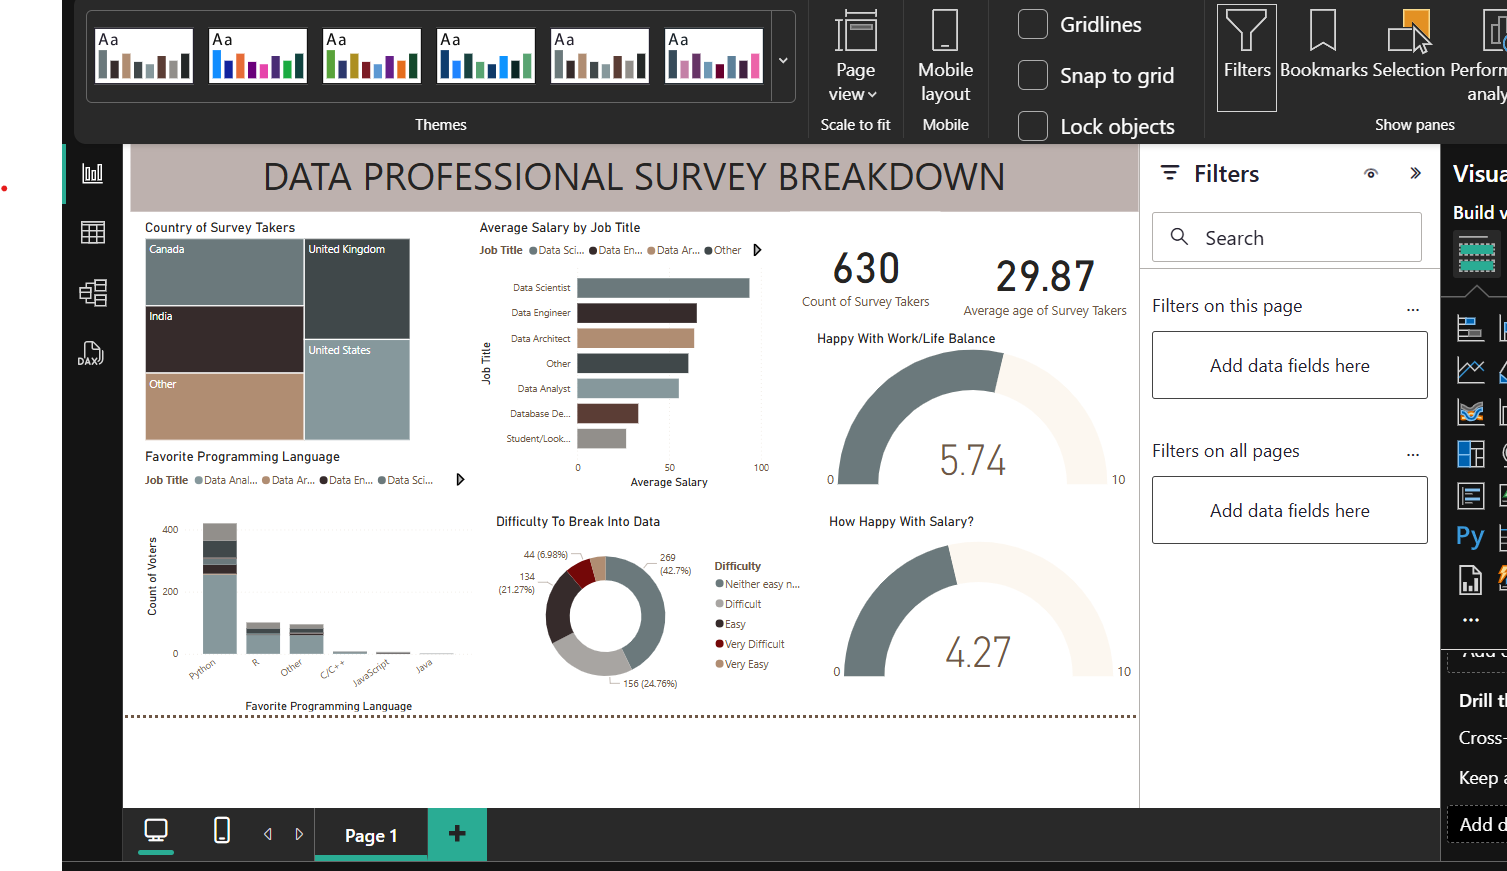 Aa Aa Aa Aa Aa Aa
Themes
Page
view
Scale to fit
Mobile
layout
Mobile
Gridlines
Snap to grid
Lock objects
Filters
Bookmarks
Selection
Perform
analy
Show panes
DAX
DATA PROFESSIONAL SURVEY BREAKDOWN
Country of Survey Takers
Canada
United Kingdom
India
United States
Other
Average Salary by Job Title
Job Title Data Sci... Data En... Data Ar... Other
Job Title
Data Scientist
Data Engineer
Data Architect
Other
Data Analyst
Database De...
Student/Look...
0 50 100
Average Salary
630
Count of Survey Takers
29.87
Average age of Survey Takers
Happy With Work/Life Balance
5.74
0 10
Favorite Programming Language
Job Title Data Anal... Data Ar... Data En... Data Sci...
Count of Voters
400
200
0
Python R Other C/C++ JavaScript Java
Favorite Programming Language
Difficulty To Break Into Data
44 (6.98%)
269
(42.7%)
134
(21.27%)
156 (24.76%)
Difficulty
Neither easy n...
Difficult
Easy
Very Difficult
Very Easy
How Happy With Salary?
4.27
0 10
Filters
Search
Filters on this page ...
Add data fields here
Filters on all pages ...
Add data fields here
Visua
Build v
Py
...
Drill t
Cross-
Keep a
Add d
Page 1